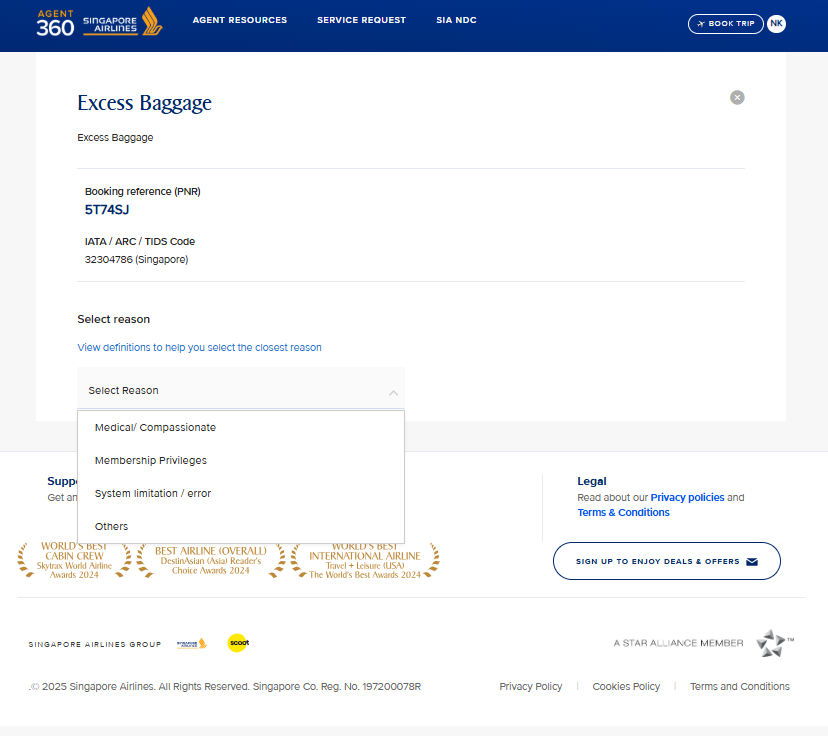 AGENT
360
SINGAPORE
AIRLINES
AGENT RESOURCES
SERVICE REQUEST
SIA NDC
BOOK TRIP
NK
Excess Baggage
Excess Baggage
Booking reference (PNR)
5T74SJ
IATA / ARC / TIDS Code
32304786 (Singapore)
Select reason
View definitions to help you select the closest reason
Select Reason
Medical/ Compassionate
Membership Privileges
System limitation / error
Others
Supp
Get an
Legal
Read about our Privacy policies and
Terms & Conditions
WORLD'S BEST
CABIN CREW
Skytrax World Airline
Awards 2024
BEST AIRLINE (OVERALL)
DestinAsian (Asia) Reader's
Choice Awards 2024
WORLD'S BEST
INTERNATIONAL AIRLINE
Travel + Leisure (USA)
The World's Best Awards 2024
SIGN UP TO ENJOY DEALS & OFFERS
SINGAPORE AIRLINES GROUP
SINGAPORE
AIRLINES
scoot
A STAR ALLIANCE MEMBER
TM
.© 2025 Singapore Airlines. All Rights Reserved. Singapore Co. Reg. No. 197200078R
Privacy Policy
Cookies Policy
Terms and Conditions